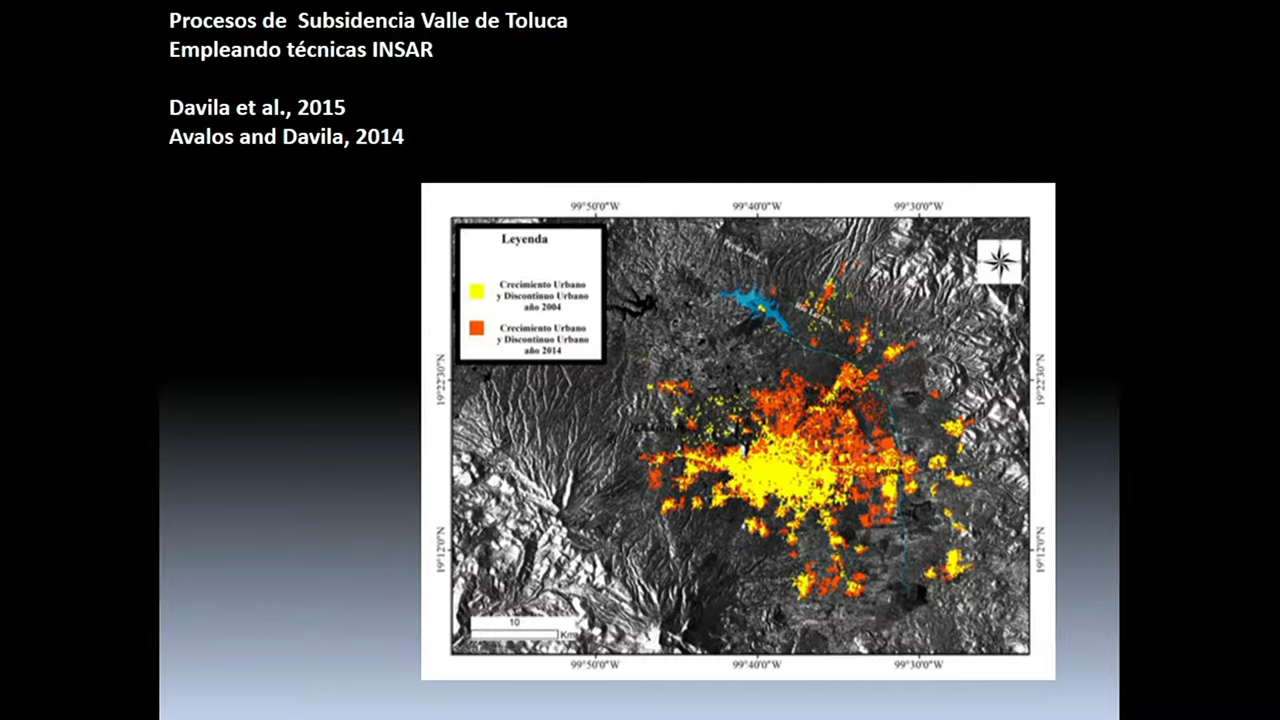 Procesos de Subsidencia Valle de Toluca
Empleando técnicas INSAR
Davila et al., 2015
Avalos and Davila, 2014
99°50'0"W
99°40'0"W
99°30'0"W
Leyenda
Crecimiento Urbano
y Discontinuo Urbano
año 2004
Crecimiento Urbano
y Discontinuo Urbano
año 2014
19°22'30"N
19°22'30"N
19°12'0"N
19°12'0"N
10
Km
99°50'0"W
99°40'0"W
99°30'0"W